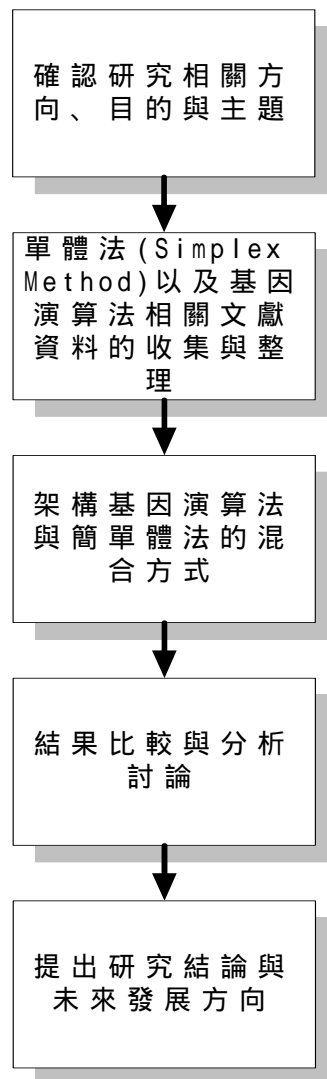 確認研究相關方
向、目的與主題
單體法(Simplex
Method)以及基因
演算法相關文獻
資料的收集與整
理
架構基因演算法
與簡單體法的混
合方式
結果比較與分析
討論
提出研究結論與
未來發展方向